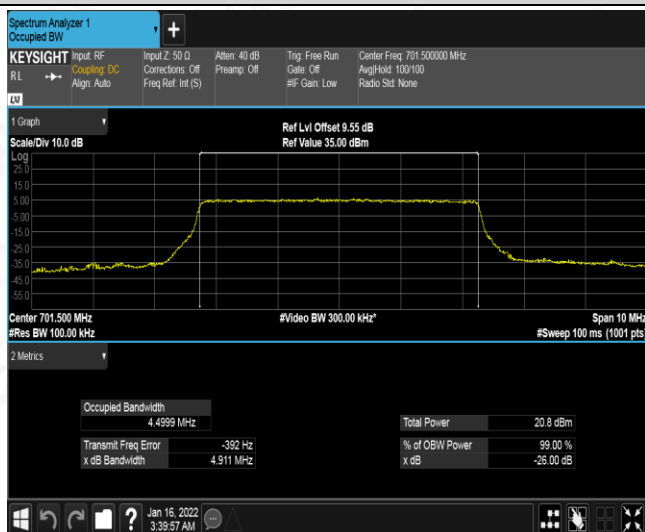 Spectrum Analyzer 1
Occupied BW
+
KEYSIGHT Input: RF Input Z: 50 Ω Atten: 40 dB Trig: Free Run Center Freq: 701.500000 MHz
RL Coupling: DC Corrections: Off Preamp: Off Gate: Off Avg|Hold: 100/100
Align: Auto Freq Ref: Int (S) #IF Gain: Low Radio Std: None
LXI
1 Graph
Ref Lvl Offset 9.55 dB
Scale/Div 10.0 dB Ref Value 35.00 dBm
Log
25.0
15.0
5.00
-5.00
-15.0
-25.0
-35.0
-45.0
-55.0
Center 701.500 MHz #Video BW 300.00 kHz* Span 10 MHz
#Res BW 100.00 kHz #Sweep 100 ms (1001 pts)
2 Metrics
Occupied Bandwidth
4.4999 MHz Total Power 20.8 dBm
Transmit Freq Error -392 Hz % of OBW Power 99.00 %
x dB Bandwidth 4.911 MHz x dB -26.00 dB
? Jan 16, 2022
3:39:57 AM